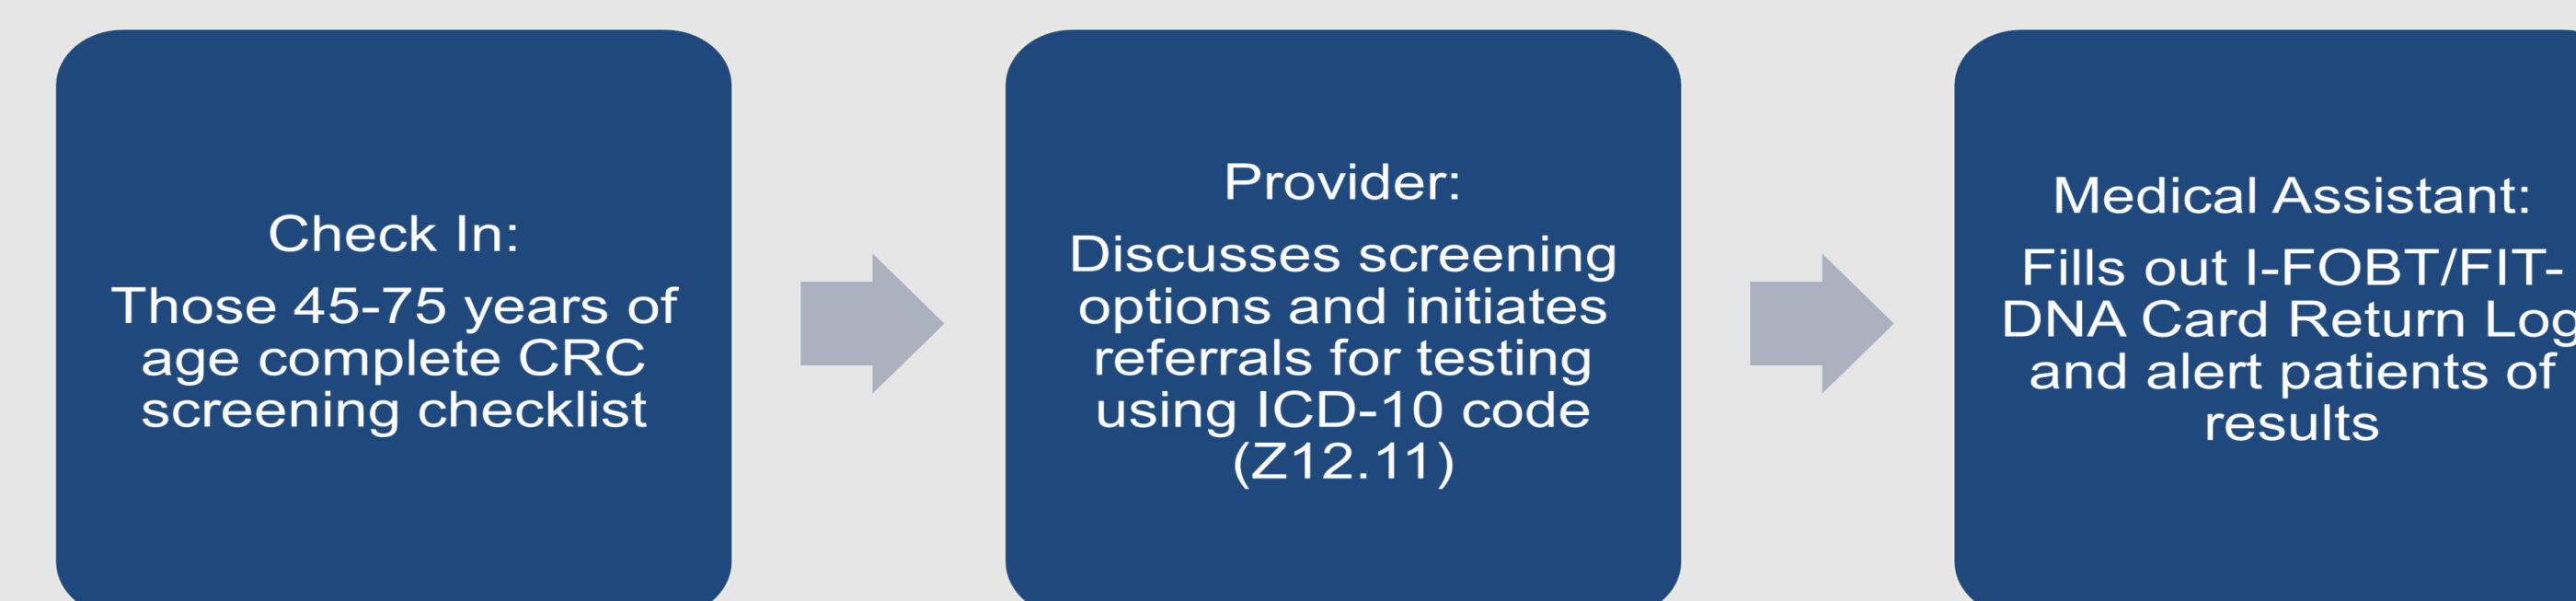 Check In:
Those 45-75 years of
age complete CRC
screening checklist
Provider:
Discusses screening
options and initiates
referrals for testing
using ICD-10 code
(Z12.11)
Medical Assistant:
Fills out I-FOBT/FIT-
DNA Card Return Log
and alert patients of
results